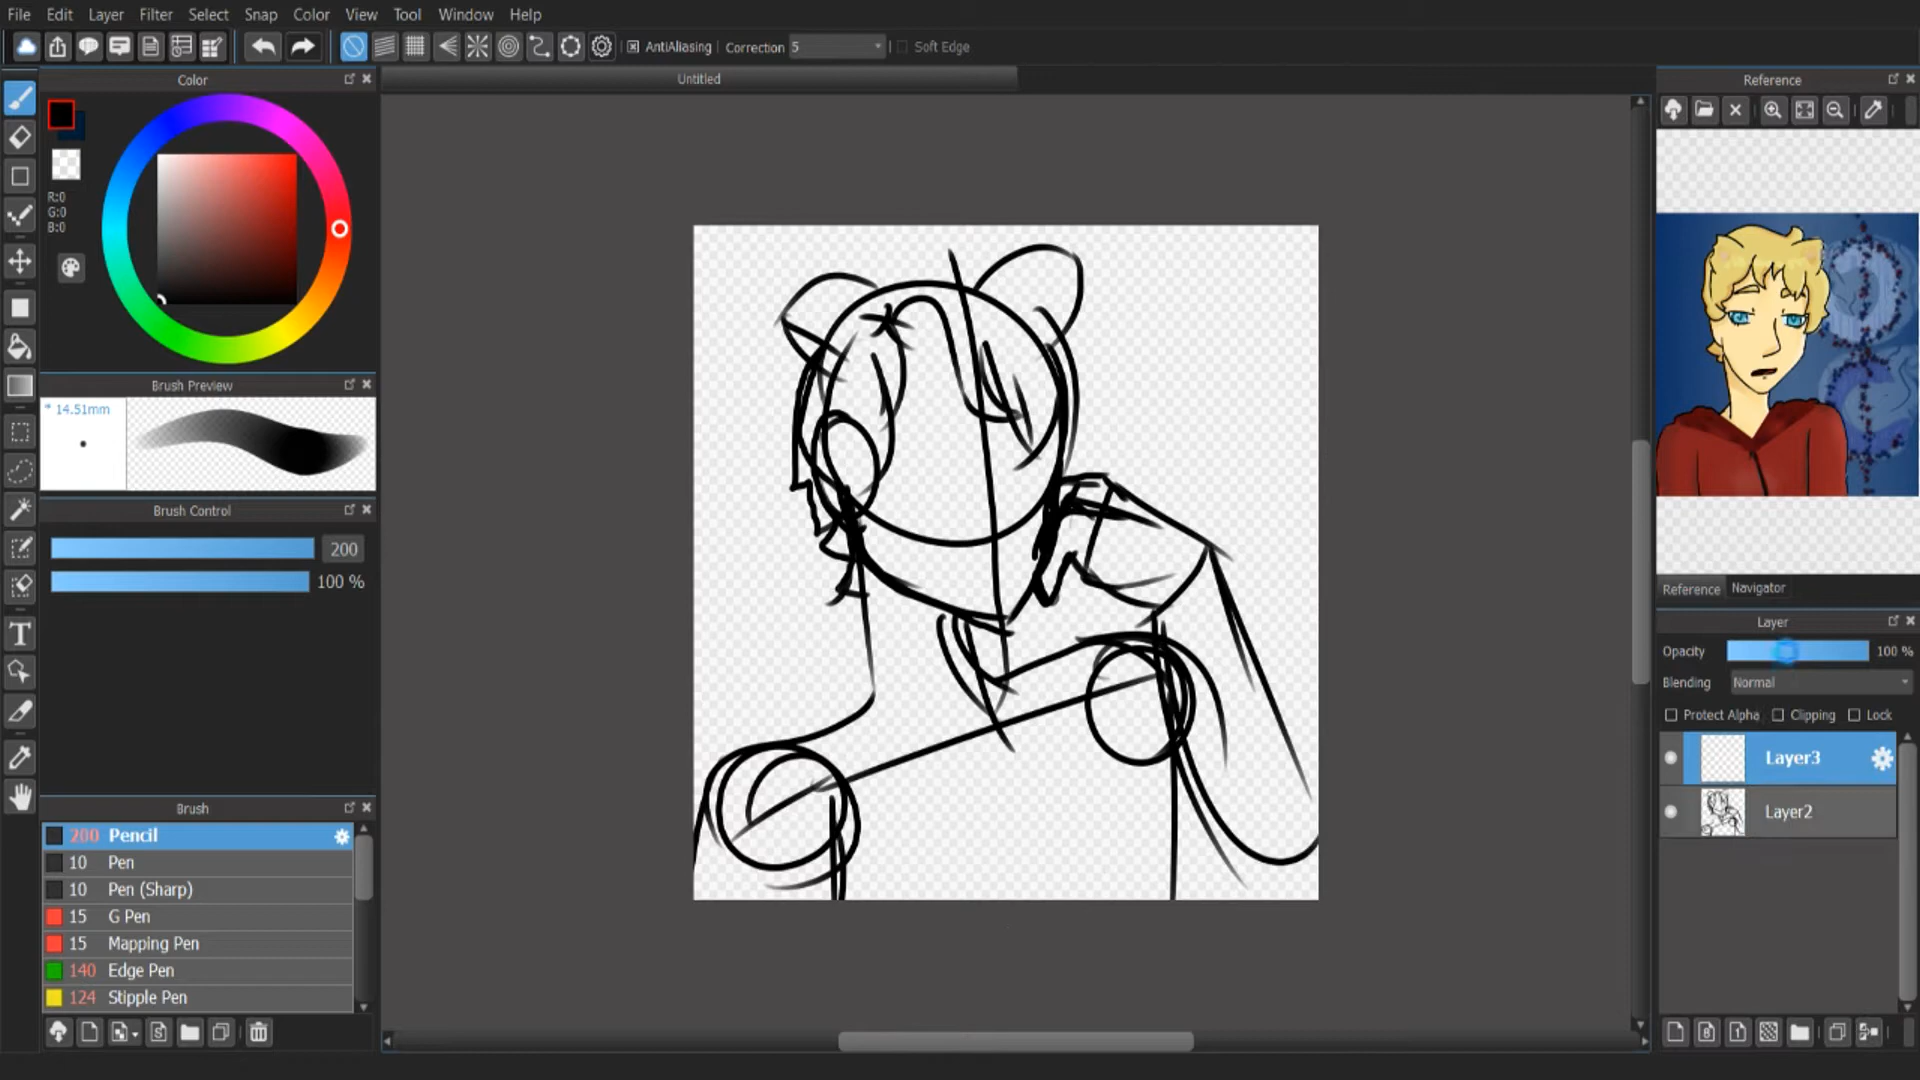 File Edit Layer Filter Select Snap Color View Tool Window Help
AntiAliasing Correction 5 Soft Edge
Color
Untitled
Reference
R:0
G:0
B:0
Brush Preview
* 14.51mm
Brush Control
200
100 %
Reference Navigator
Layer
Opacity 100 %
Blending Normal
Protect Alpha Clipping Lock
Layer3
Layer2
Brush
200 Pencil
10 Pen
10 Pen (Sharp)
15 G Pen
15 Mapping Pen
140 Edge Pen
124 Stipple Pen